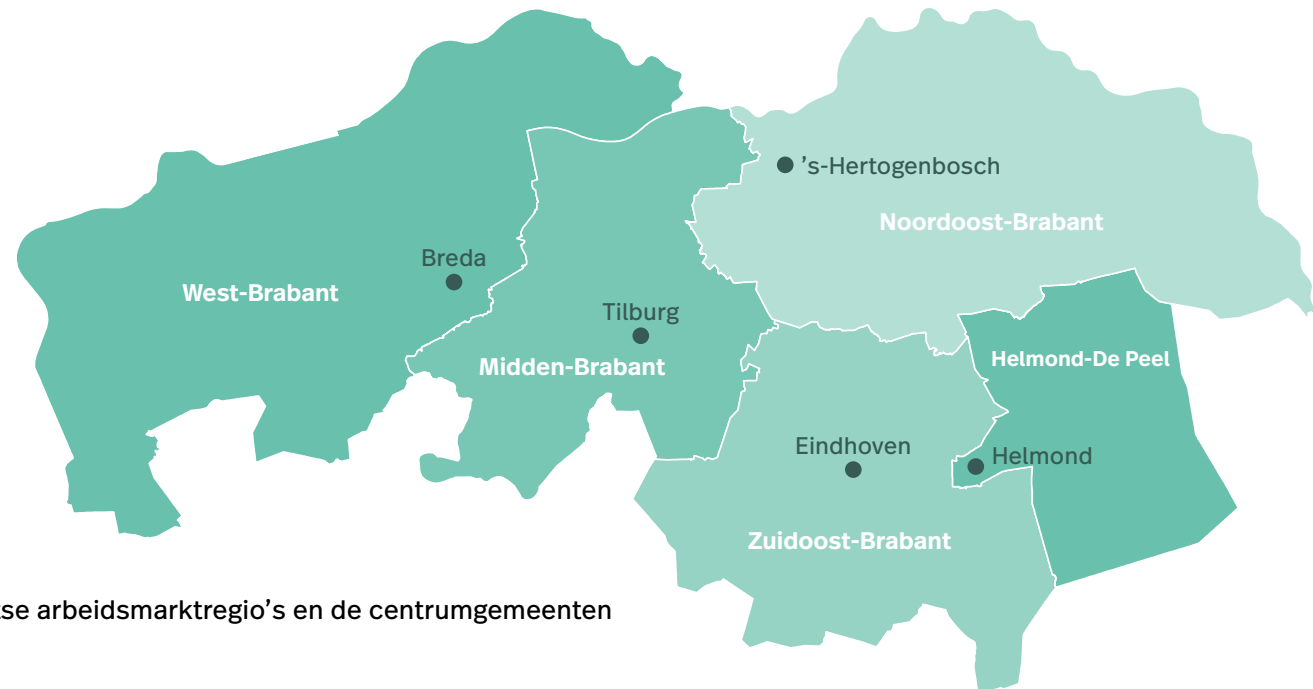 's-Hertogenbosch
Noordoost-Brabant
Breda
West-Brabant
Tilburg
Midden-Brabant
Helmond-De Peel
Eindhoven
Helmond
Zuidoost-Brabant
arbeidsmarktregio's en de centrumgemeenten